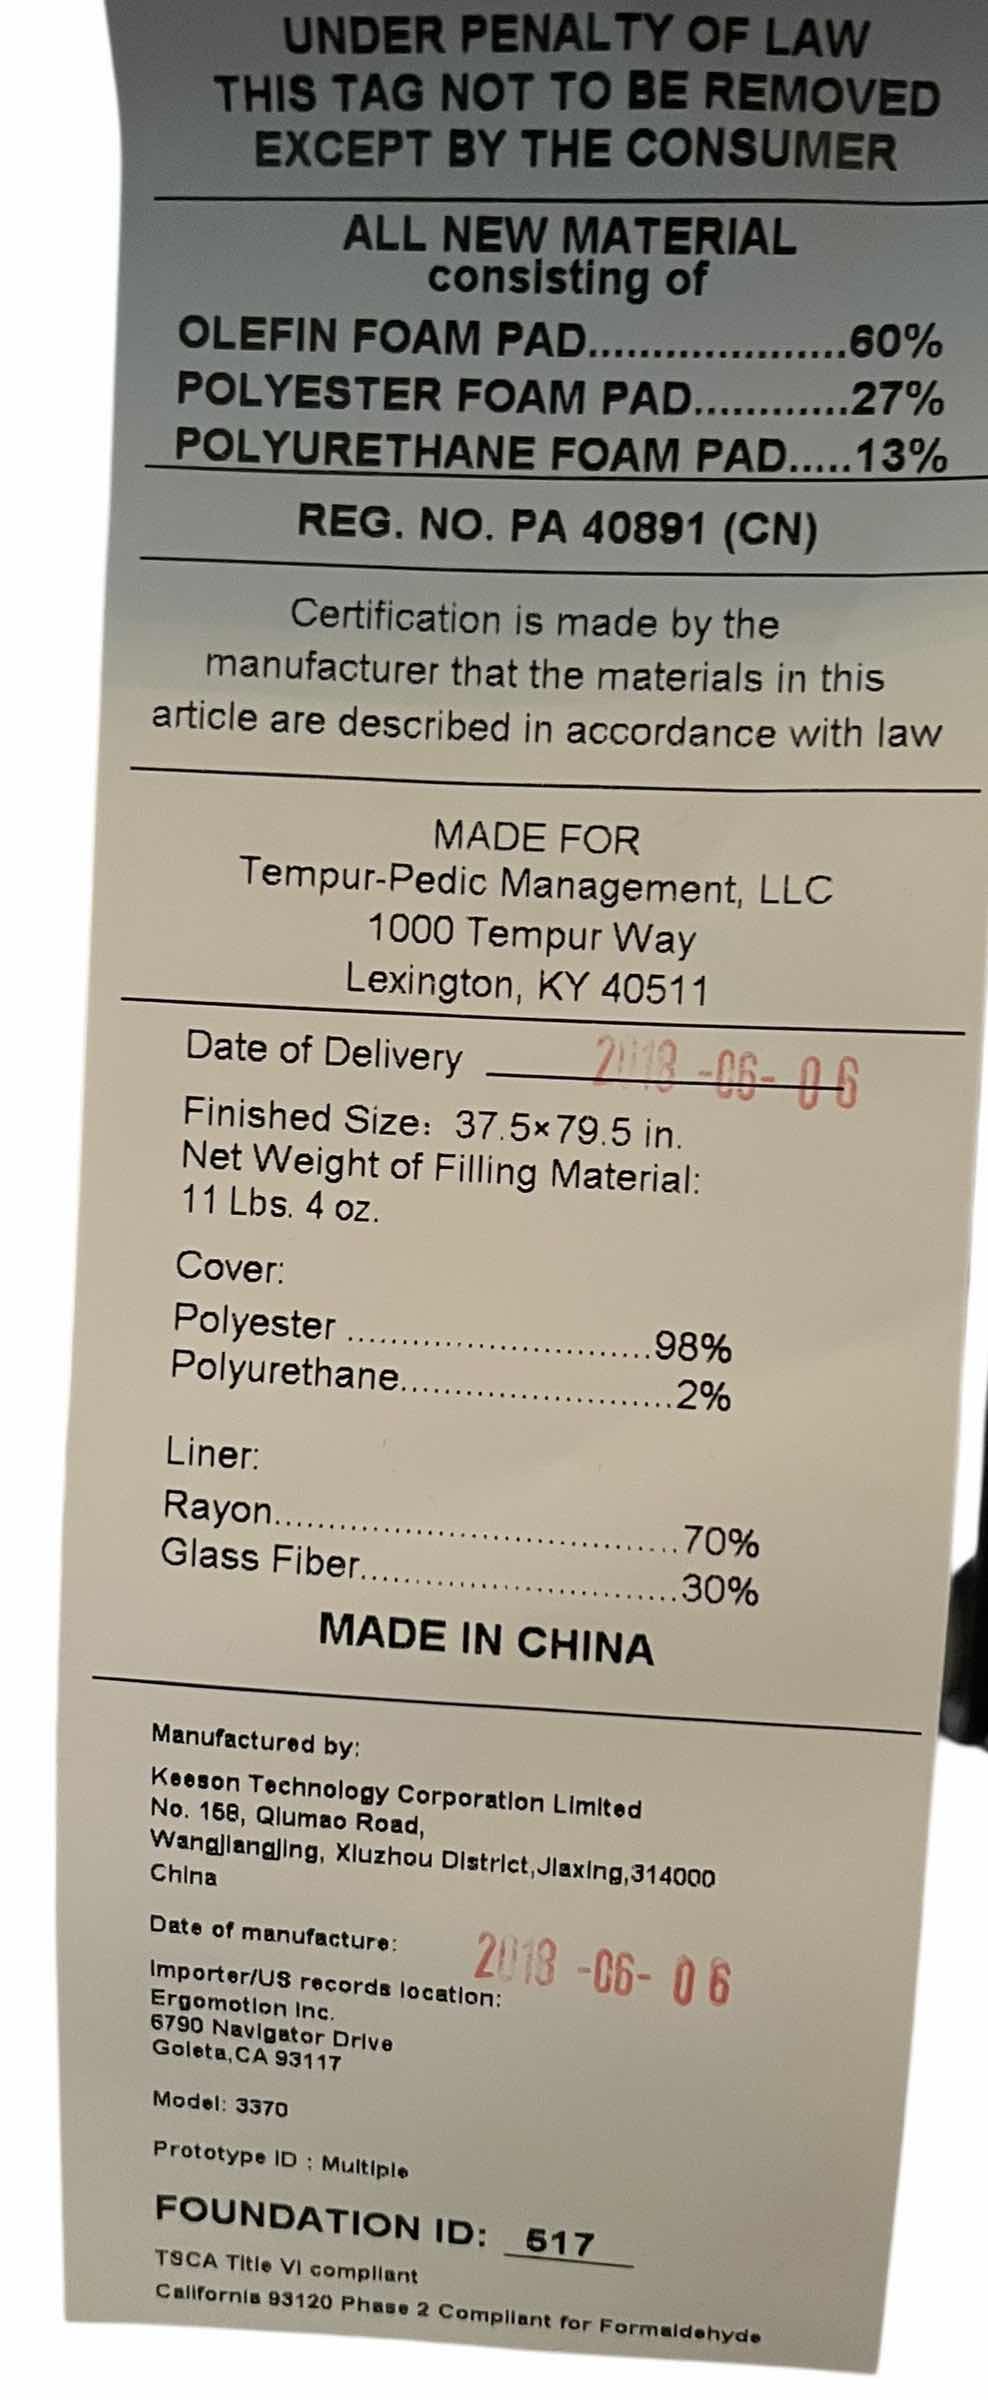 UNDER PENALTY OF LAW
THIS TAG NOT TO BE REMOVED
EXCEPT BY THE CONSUMER
ALL NEW MATERIAL
consisting of
OLEFIN FOAM PAD....................60%
POLYESTER FOAM PAD............27%
POLYURETHANE FOAM PAD.....13%
REG. NO. PA 40891 (CN)
Certification is made by the
manufacturer that the materials in this
article are described in accordance with law
MADE FOR
Tempur-Pedic Management, LLC
1000 Tempur Way
Lexington, KY 40511
Date of Delivery 2018-06-06
Finished Size: 37.5×79.5 in.
Net Weight of Filling Material:
11 Lbs. 4 oz.
Cover:
Polyester ............................98%
Polyurethane.........................2%
Liner:
Rayon.....................................70%
Glass Fiber.............................30%
MADE IN CHINA
Manufactured by:
Keeson Technology Corporation Limited
No. 158, Qiumao Road,
Wangjiangjing, Xiuzhou District,Jiaxing,314000
China
Date of manufacture: 2018-06-06
Importer/US records location:
Ergomotion Inc.
6790 Navigator Drive
Goleta,CA 93117
Model: 3370
Prototype ID : Multiple
FOUNDATION ID: 517
TSCA Title VI compliant
California 93120 Phase 2 Compliant for Formaldehyde